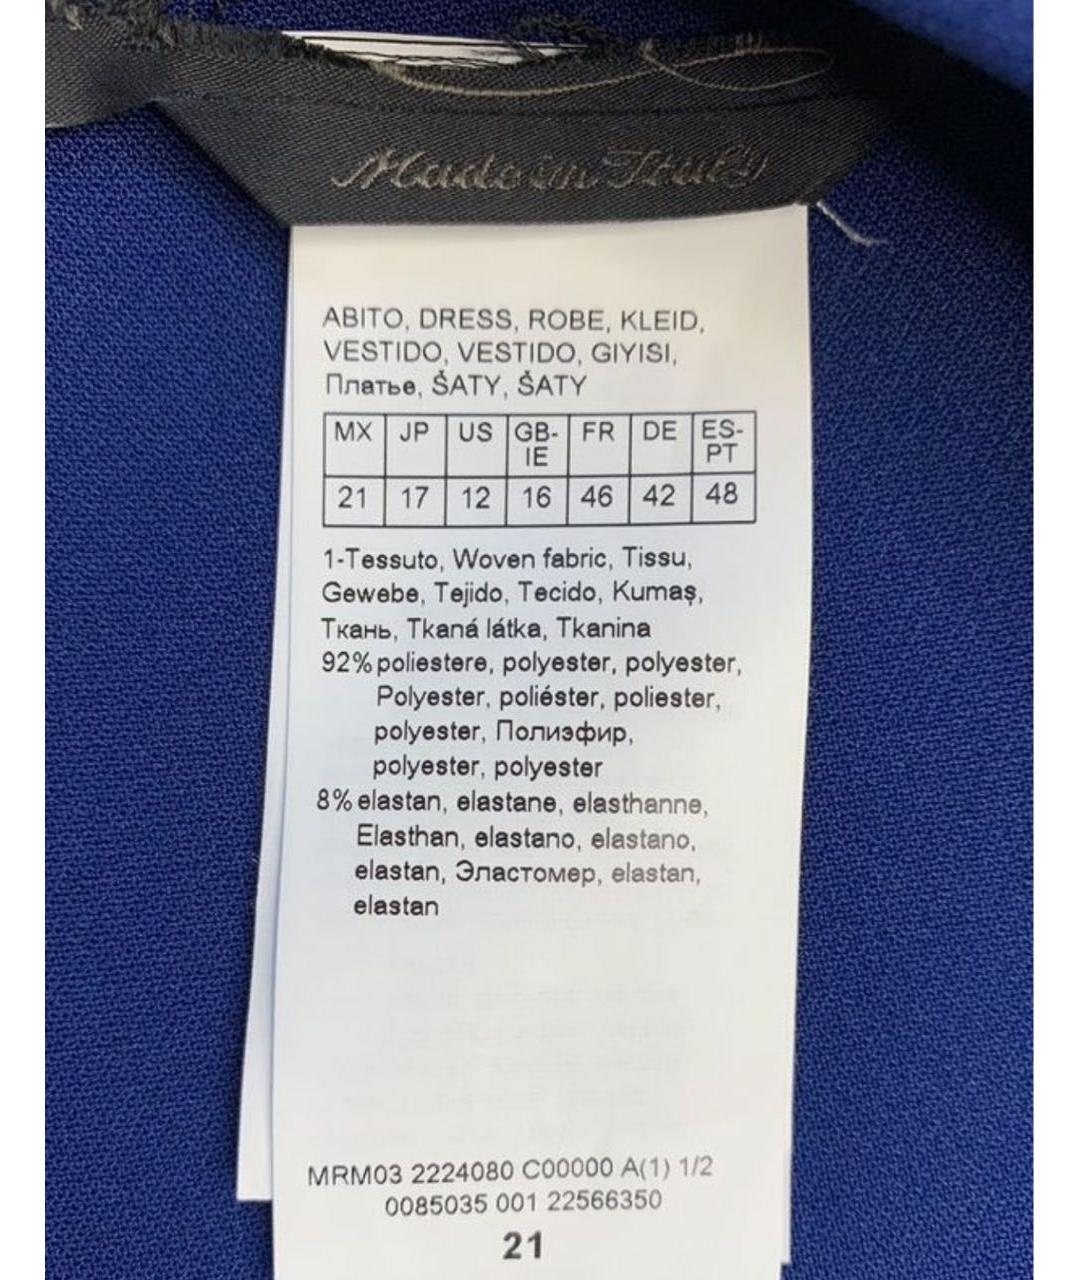 Made in Italy
ABITO, DRESS, ROBE, KLEID,
VESTIDO, VESTIDO, GIYISI,
Платье, ŠATY, ŠATY
MX JP US GB-IE FR DE ES-PT
21 17 12 16 46 42 48
1-Tessuto, Woven fabric, Tissu,
Gewebe, Tejido, Tecido, Kumaş,
Ткань, Tkaná látka, Tkanina
92% poliestere, polyester, polyester,
Polyester, poliéster, poliester,
polyester, Полиэфир,
polyester, polyester
8% elastan, elastane, elasthanne,
Elasthan, elastano, elastano,
elastan, Эластомер, elastan,
elastan
MRM03 2224080 C00000 A(1) 1/2
0085035 001 22566350
21